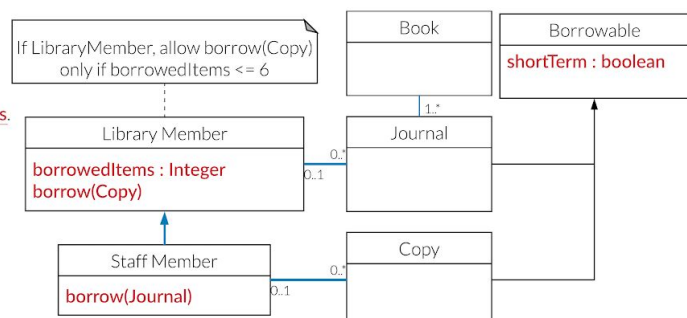 If LibraryMember, allow borrow(Copy)
only if borrowedItems <= 6
Book
Borrowable
shortTerm : boolean
s.
1..*
Library Member
Journal
borrowedItems : Integer
borrow(Copy)
0..*
0..1
Staff Member
Copy
borrow(Journal)
0..*
0..1